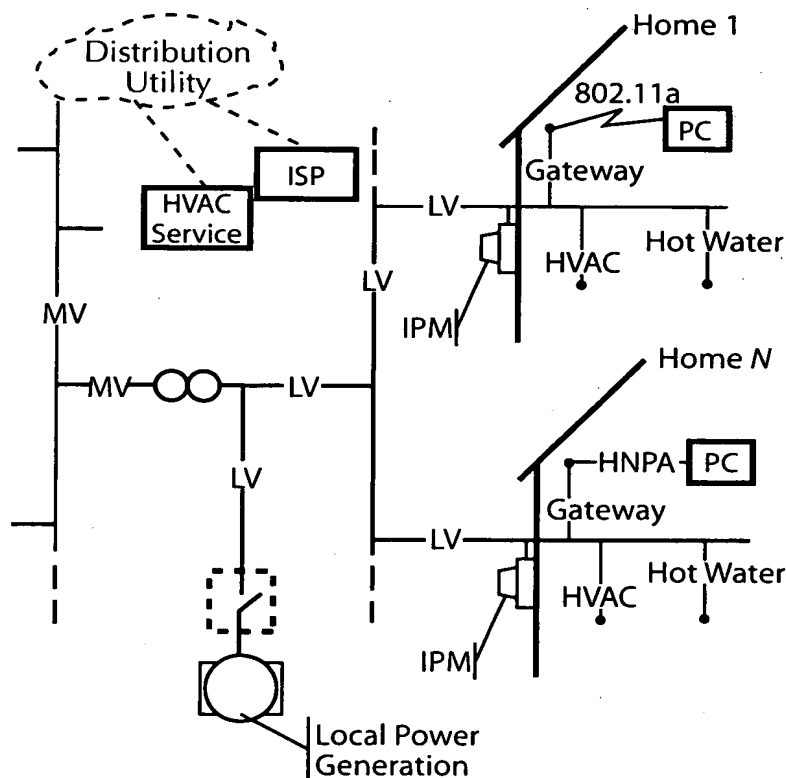 Home 1
Distribution
Utility
802.11a
PC
ISP
Gateway
HVAC
Service
LV
Hot Water
HVAC
LV
IPM
MV
Home N
MV
LV
HNPA
PC
LV
Gateway
LV
Hot Water
HVAC
IPM
Local Power
Generation